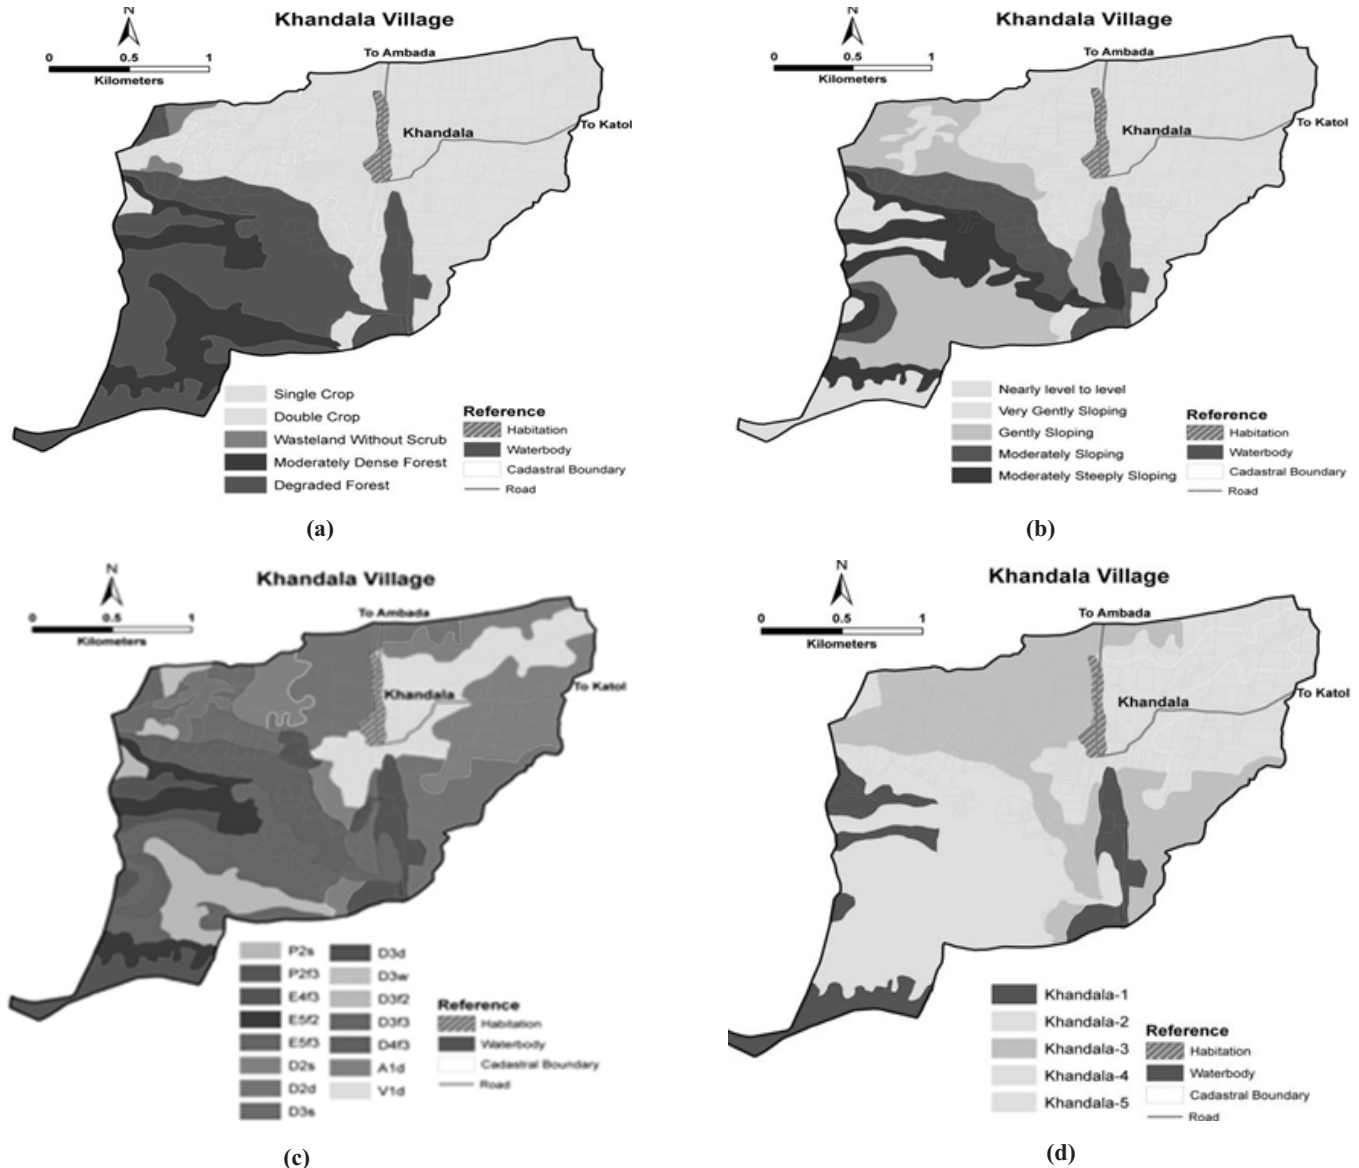 Khandala Village
N
0 0.5 1
Kilometers
To Ambada
Khandala
To Katol
Single Crop
Double Crop
Wasteland Without Scrub
Moderately Dense Forest
Degraded Forest
Reference
Habitation
Waterbody
Cadastral Boundary
Road
(a)
Khandala Village
N
0 0.5 1
Kilometers
To Ambada
Khandala
To Katol
Nearly level to level
Very Gently Sloping
Gently Sloping
Moderately Sloping
Moderately Steeply Sloping
Reference
Habitation
Waterbody
Cadastral Boundary
Road
(b)
Khandala Village
N
0 0.5 1
Kilometers
To Ambada
Khandala
To Katol
P2s
P2f3
E4f3
E5f2
E5f3
D2s
D2d
D3s
D3d
D3w
D3f2
D3f3
D4f3
A1d
V1d
Reference
Habitation
Waterbody
Cadastral Boundary
Road
(c)
Khandala Village
N
0 0.5 1
Kilometers
To Ambada
Khandala
To Katol
Khandala-1
Khandala-2
Khandala-3
Khandala-4
Khandala-5
Reference
Habitation
Waterbody
Cadastral Boundary
Road
(d)